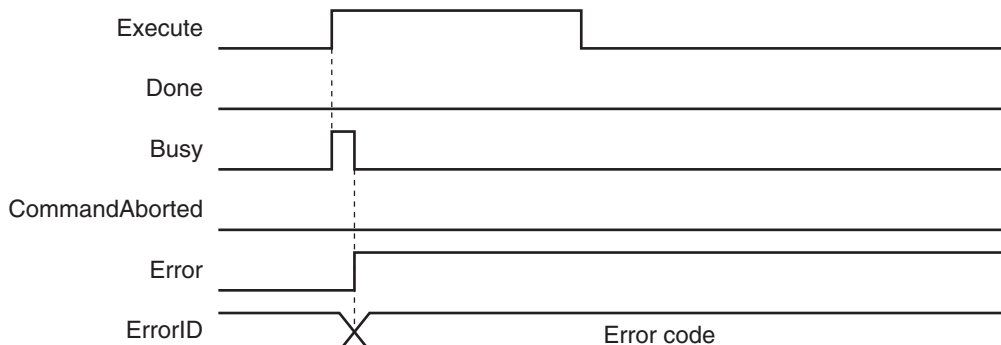 Execute
Done
Busy
CommandAborted
Error
ErrorID
Error code